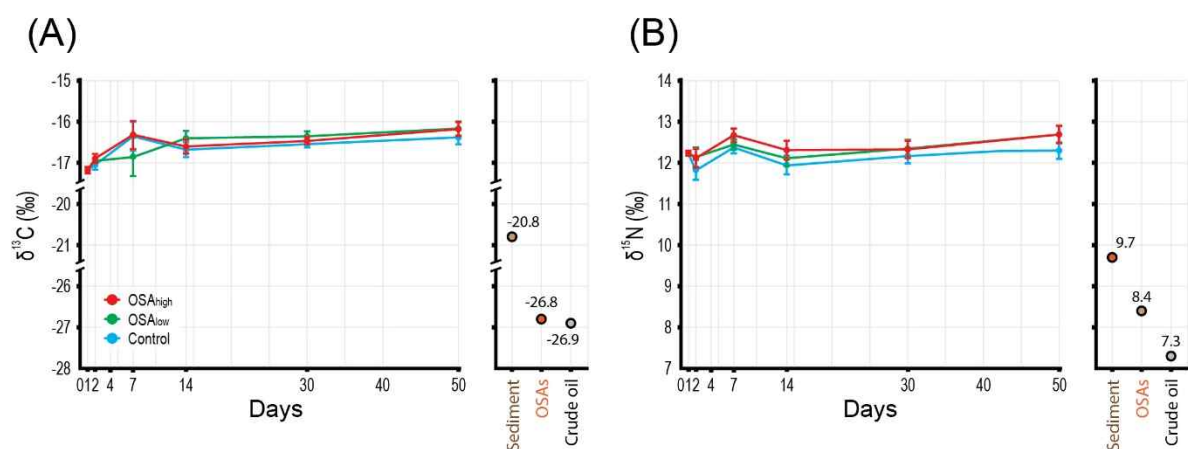 (A)
δ¹³C (‰)
-15
-16
-17
-20
-21
-26
-27
-28
OSAhigh
OSAlow
Control
0 1 2 4 7 14 30 40 50
Days
-20.8
-26.8
-26.9
Sediment
OSAs
Crude oil
(B)
δ¹⁵N (‰)
15
14
13
12
11
10
9
8
7
0 1 2 4 7 14 30 40 50
Days
9.7
8.4
7.3
Sediment
OSAs
Crude oil